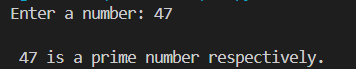 Enter a number: 47
47 is a prime number respectively.